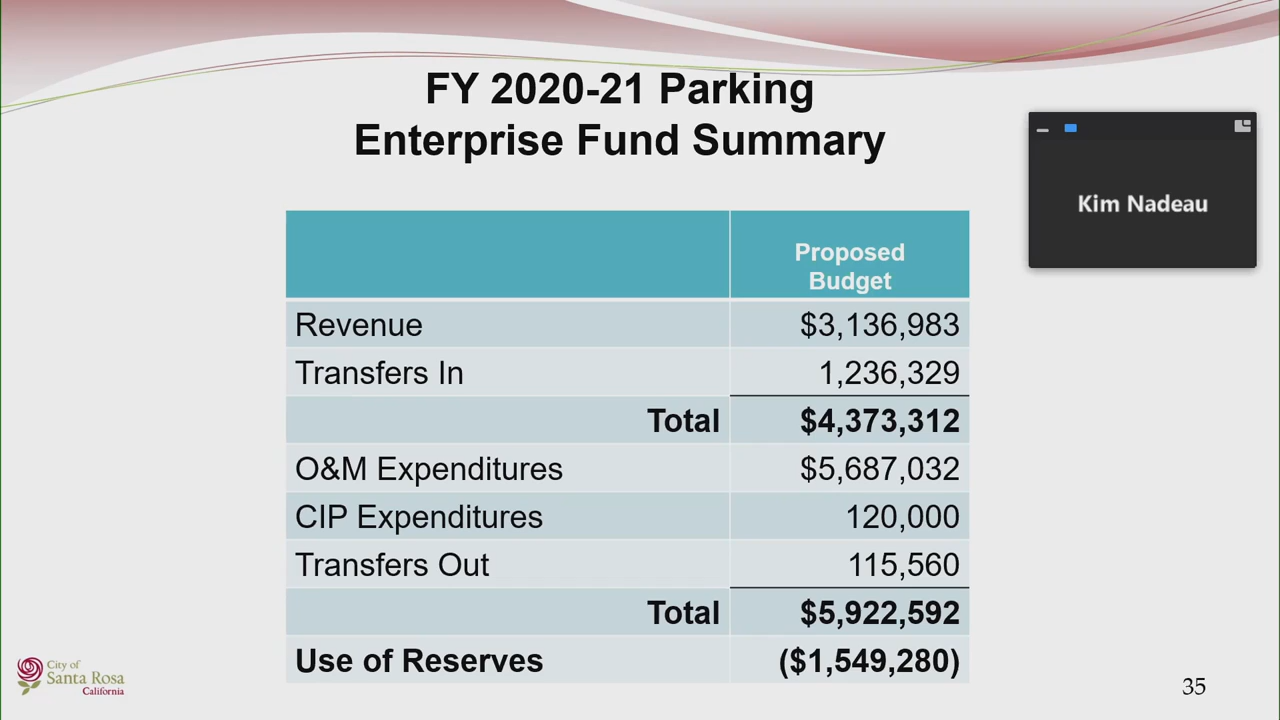 FY 2020-21 Parking
Enterprise Fund Summary
Kim Nadeau
Proposed
Budget
Revenue $3,136,983
Transfers In 1,236,329
Total $4,373,312
O&M Expenditures $5,687,032
CIP Expenditures 120,000
Transfers Out 115,560
Total $5,922,592
Use of Reserves ($1,549,280)
City of
Santa Rosa
California
35